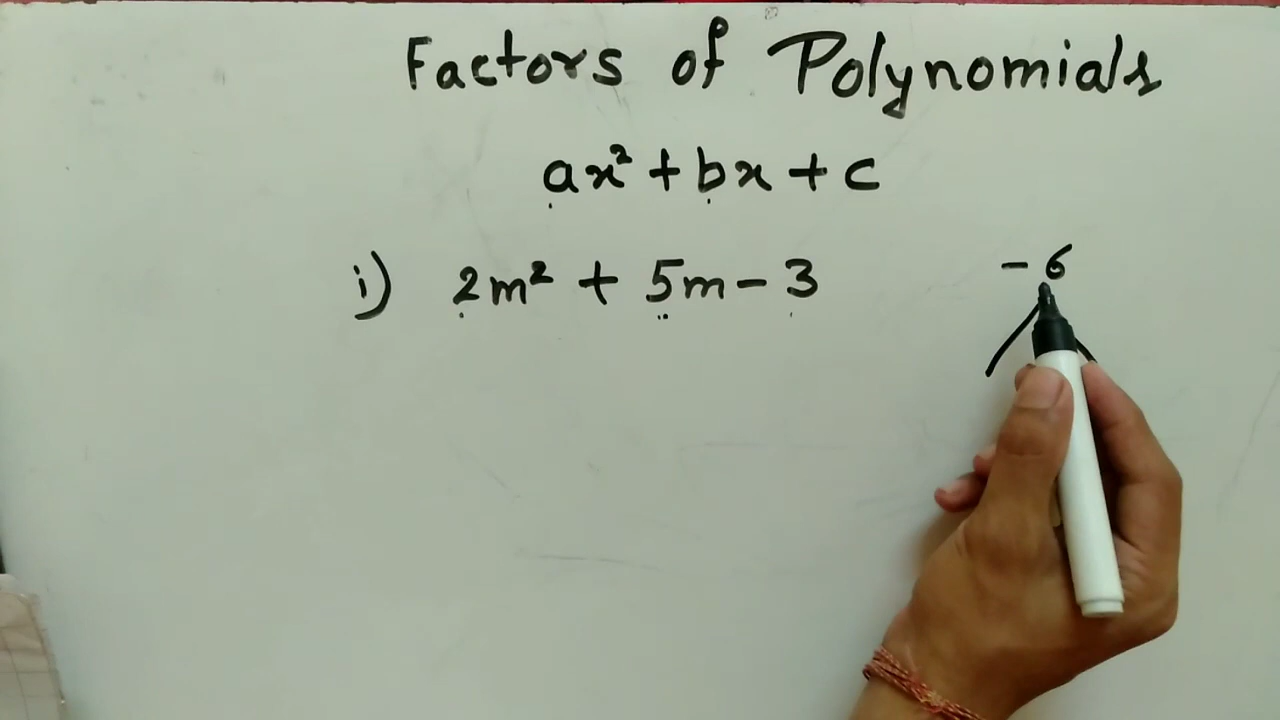 Factors of Polynomials
ax² + bx + c
i) 2m² + 5m - 3
- 6